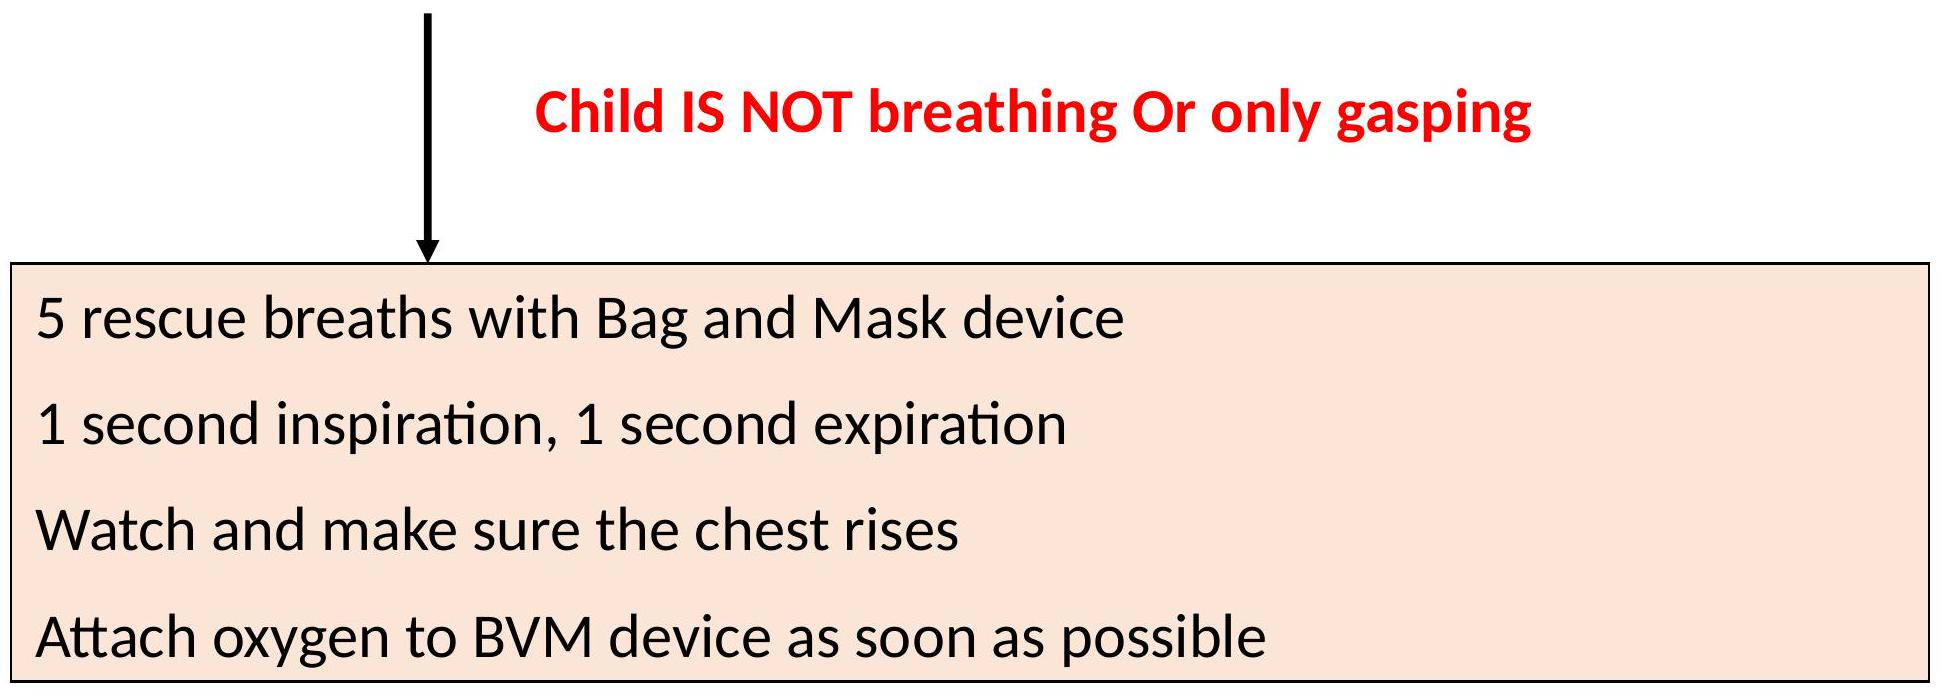 Child IS NOT breathing Or only gasping
5 rescue breaths with Bag and Mask device
1 second inspiration, 1 second expiration
Watch and make sure the chest rises
Attach oxygen to BVM device as soon as possible